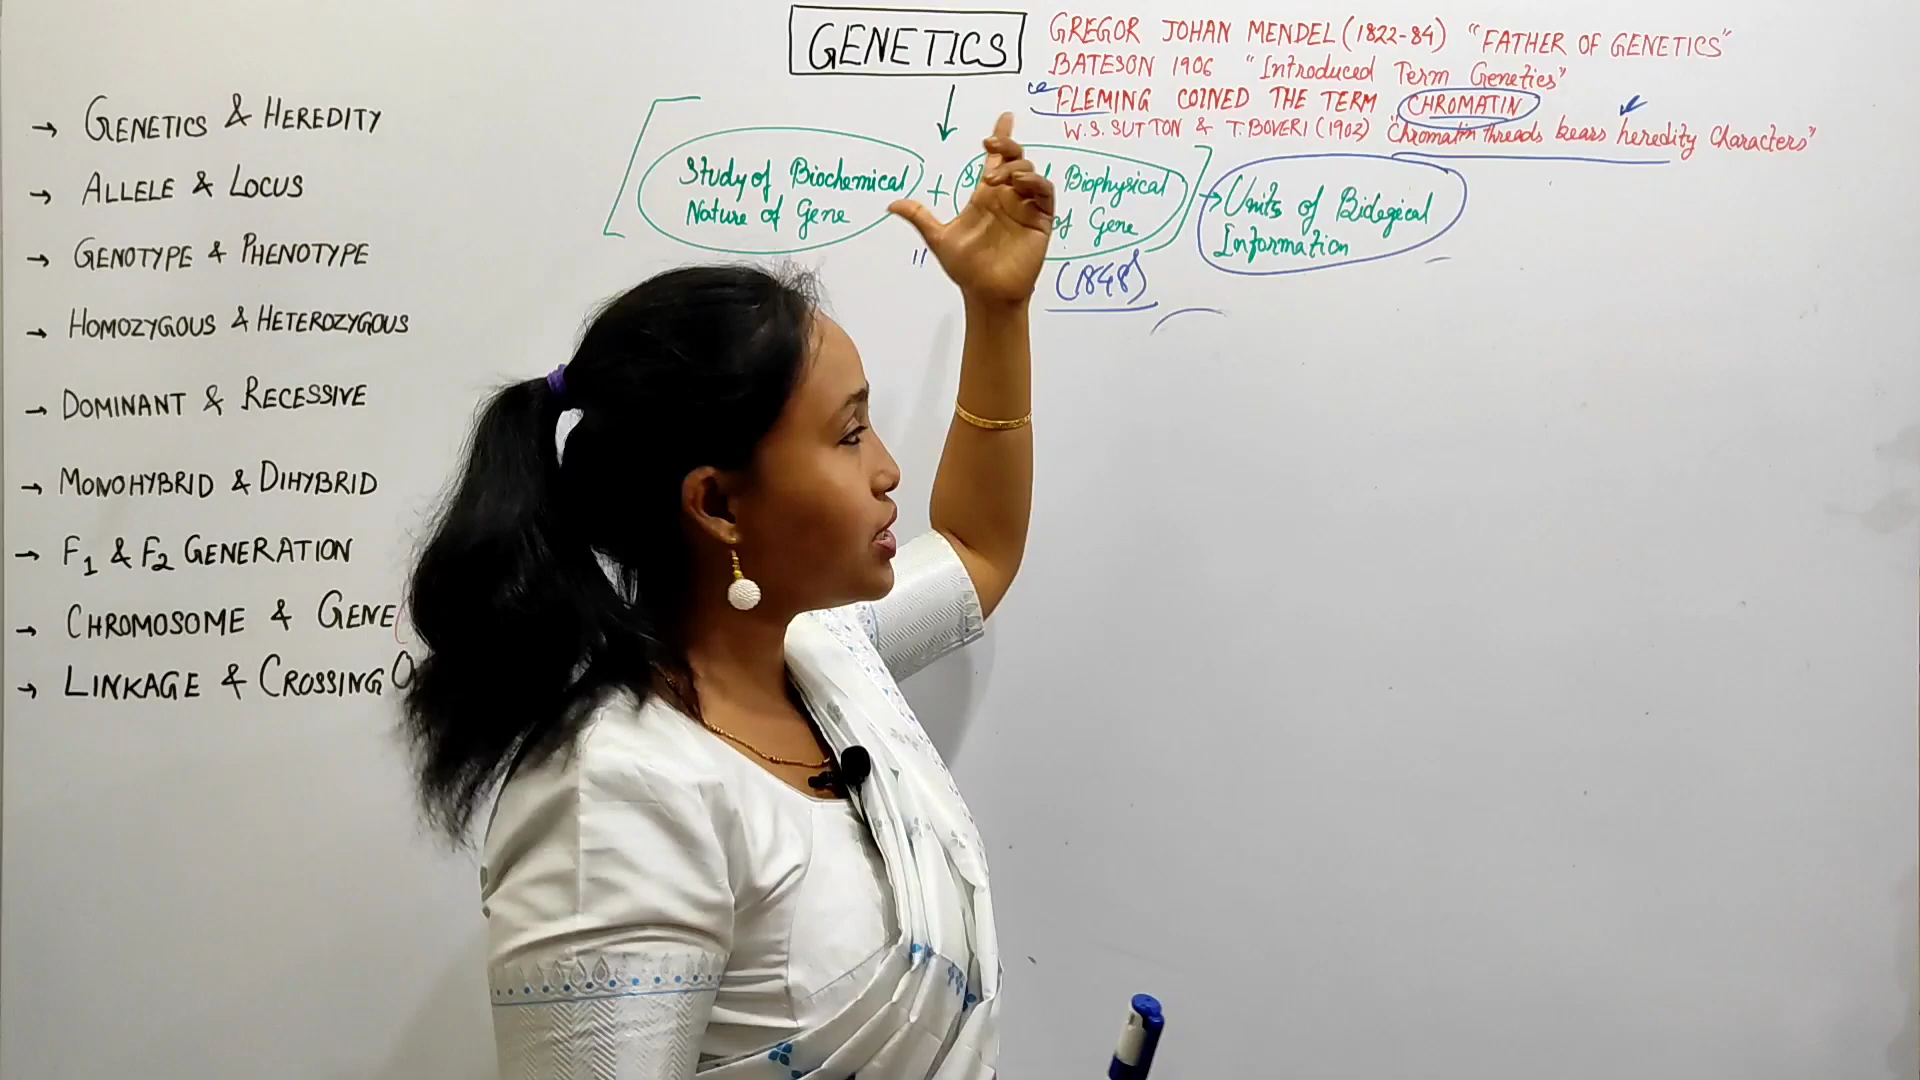 GENETICS
GREGOR JOHAN MENDEL (1822-84) "FATHER OF GENETICS"
BATESON 1906 "Introduced Term Genetics"
FLEMING COINED THE TERM CHROMATIN
W.S. SUTTON & T. BOVERI (1902) "Chromatin threads bears heredity Characters"
→ GENETICS & HEREDITY
→ ALLELE & LOCUS
→ GENOTYPE & PHENOTYPE
→ HOMOZYGOUS & HETEROZYGOUS
→ DOMINANT & RECESSIVE
→ MONOHYBRID & DIHYBRID
→ F1 & F2 GENERATION
→ CHROMOSOME & GENE
→ LINKAGE & CROSSING O
Study of Biochemical
Nature of Gene
+
Biophysical
of Gene
→ Units of Biological
Information
(1848)